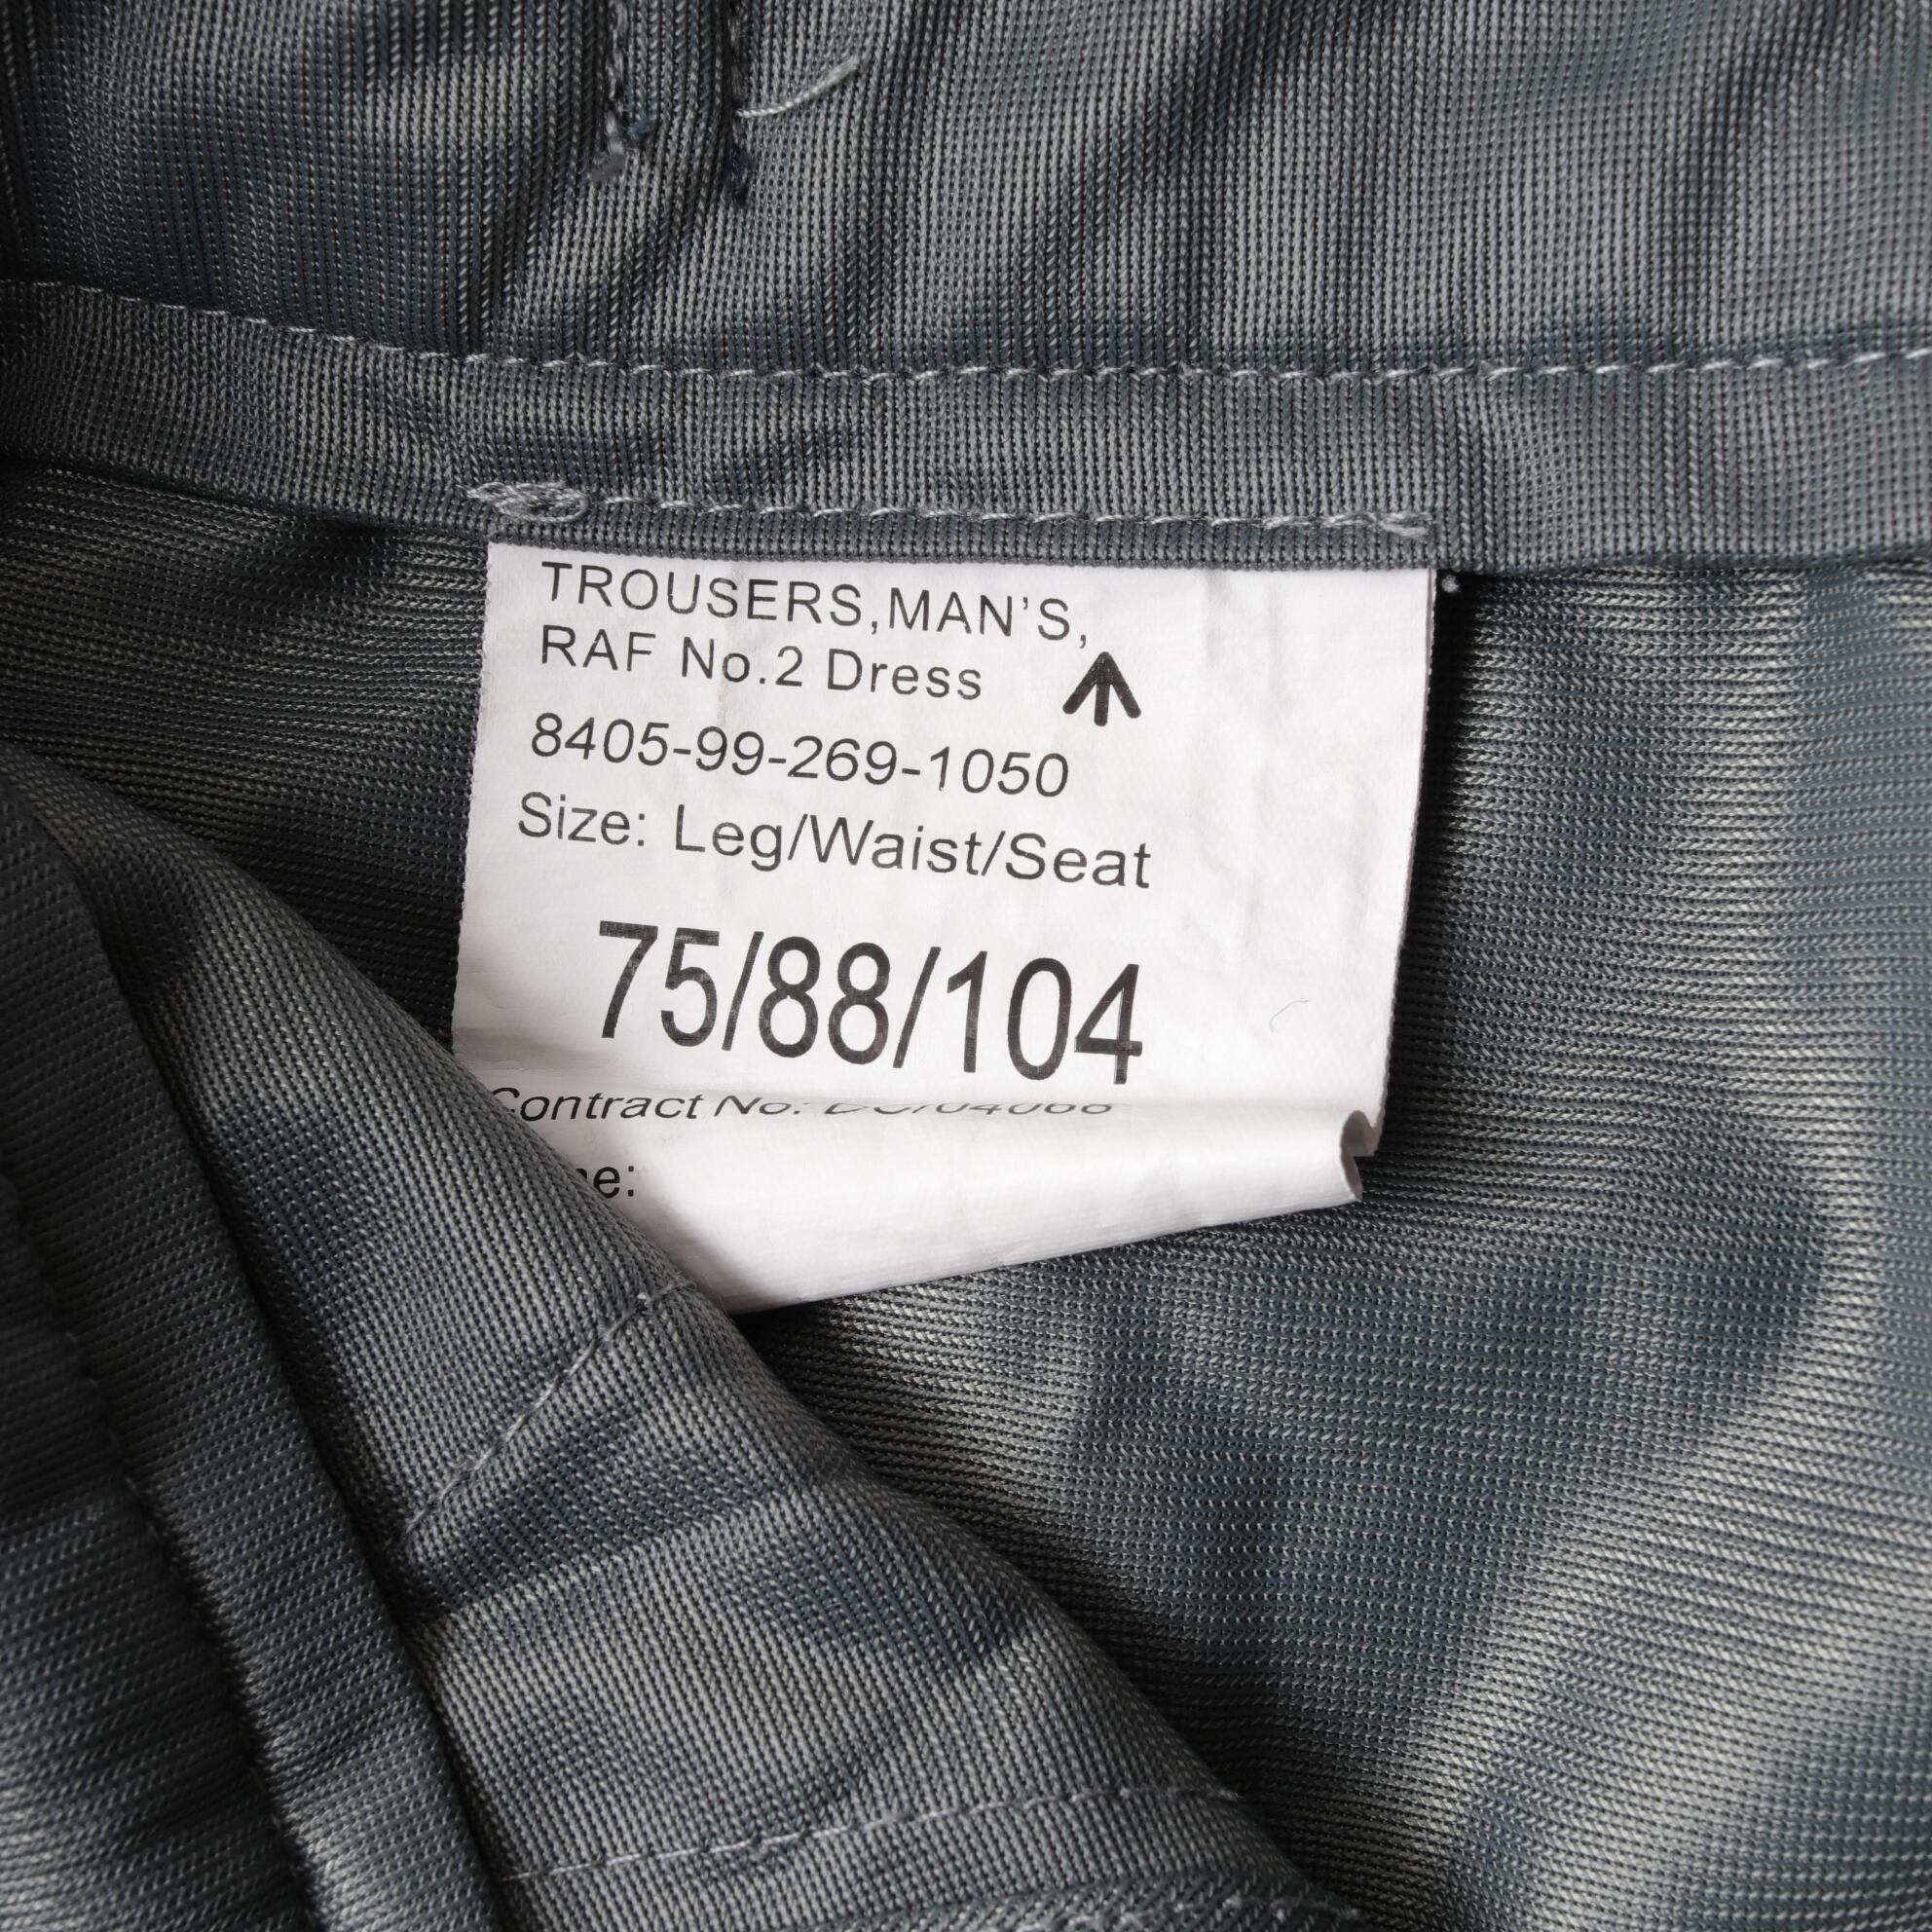 TROUSERS,MAN'S,
RAF No.2 Dress
8405-99-269-1050
Size: Leg/Waist/Seat
75/88/104
Contract No: